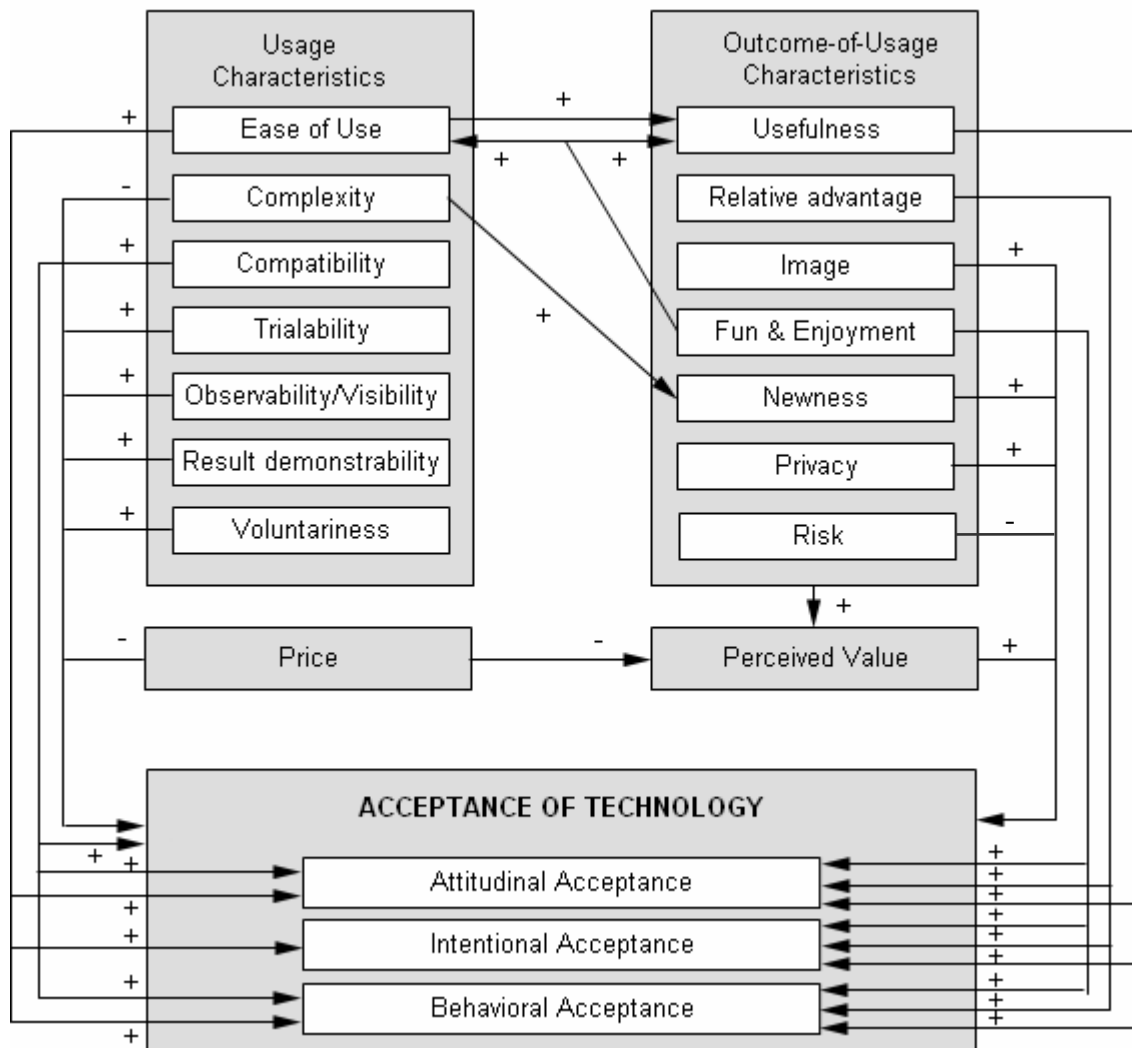 Usage
Characteristics
Outcome-of-Usage
Characteristics
+
+
Ease of Use
Usefulness
+
+
-
Complexity
Relative advantage
+
Compatibility
Image
+
+
Trialability
+
Fun & Enjoyment
+
Observability/Visibility
Newness
+
+
Result demonstrability
Privacy
+
+
Voluntariness
Risk
-
+
-
Price
-
Perceived Value
+
ACCEPTANCE OF TECHNOLOGY
+
+
Attitudinal Acceptance
+
+
+
+
+
Intentional Acceptance
+
+
+
+
Behavioral Acceptance
+
+
+
+